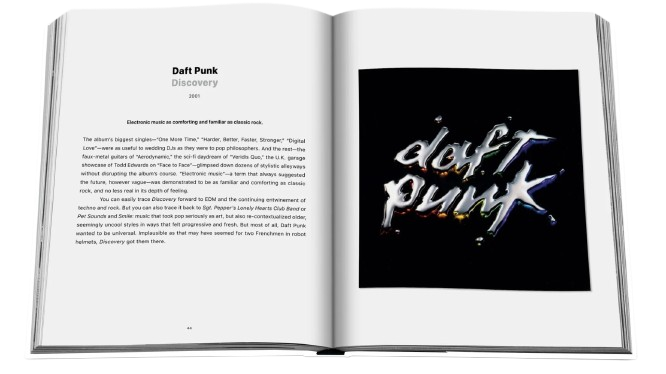 Daft Punk
Discovery
2001
Electronic music as comforting and familiar as classic rock.
The album's biggest singles—"One More Time," "Harder, Better, Faster, Stronger," "Digital
Love"—were as useful to wedding DJs as they were to pop philosophers. And the rest—the
faux-metal guitars of "Aerodynamic," the sci-fi daydream of "Veridis Quo," the U.K. garage
showcase of Todd Edwards on "Face to Face"—glimpsed down dozens of stylistic alleyways
without disrupting the album's course. "Electronic music"—a term that always suggested
the future, however vague—was demonstrated to be as familiar and comforting as classic
rock, and no less real in its depth of feeling.
You can easily trace Discovery forward to EDM and the continuing entwinement of
techno and rock. But you can also trace it back to Sgt. Pepper's Lonely Hearts Club Band or
Pet Sounds and Smile: music that took pop seriously as art, but also re-contextualized older,
seemingly uncool styles in ways that felt progressive and fresh. But most of all, Daft Punk
wanted to be universal. Implausible as that may have seemed for two Frenchmen in robot
helmets, Discovery got them there.
daft
punk